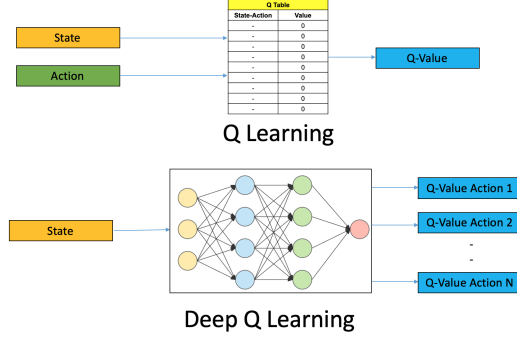 Q Table
State-Action Value
- 0
- 0
- 0
- 0
- 0
- 0
- 0
- 0
- 0
State
Action
Q-Value
Q Learning
State
Q-Value Action 1
Q-Value Action 2
-
-
Q-Value Action N
Deep Q Learning